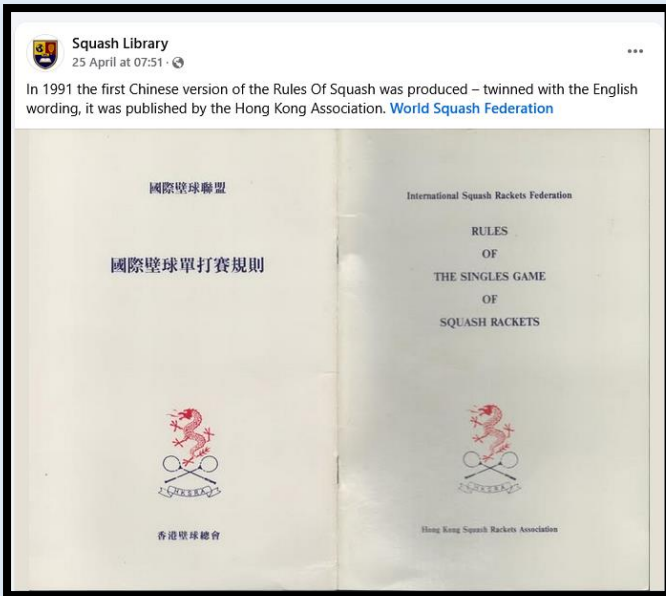 Squash Library
25 April at 07:51 ·
In 1991 the first Chinese version of the Rules Of Squash was produced – twinned with the English
wording, it was published by the Hong Kong Association. World Squash Federation
國際壁球聯盟
國際壁球單打賽規則
HKSRA
香港壁球總會
International Squash Rackets Federation
RULES
OF
THE SINGLES GAME
OF
SQUASH RACKETS
HKSRA
Hong Kong Squash Rackets Association